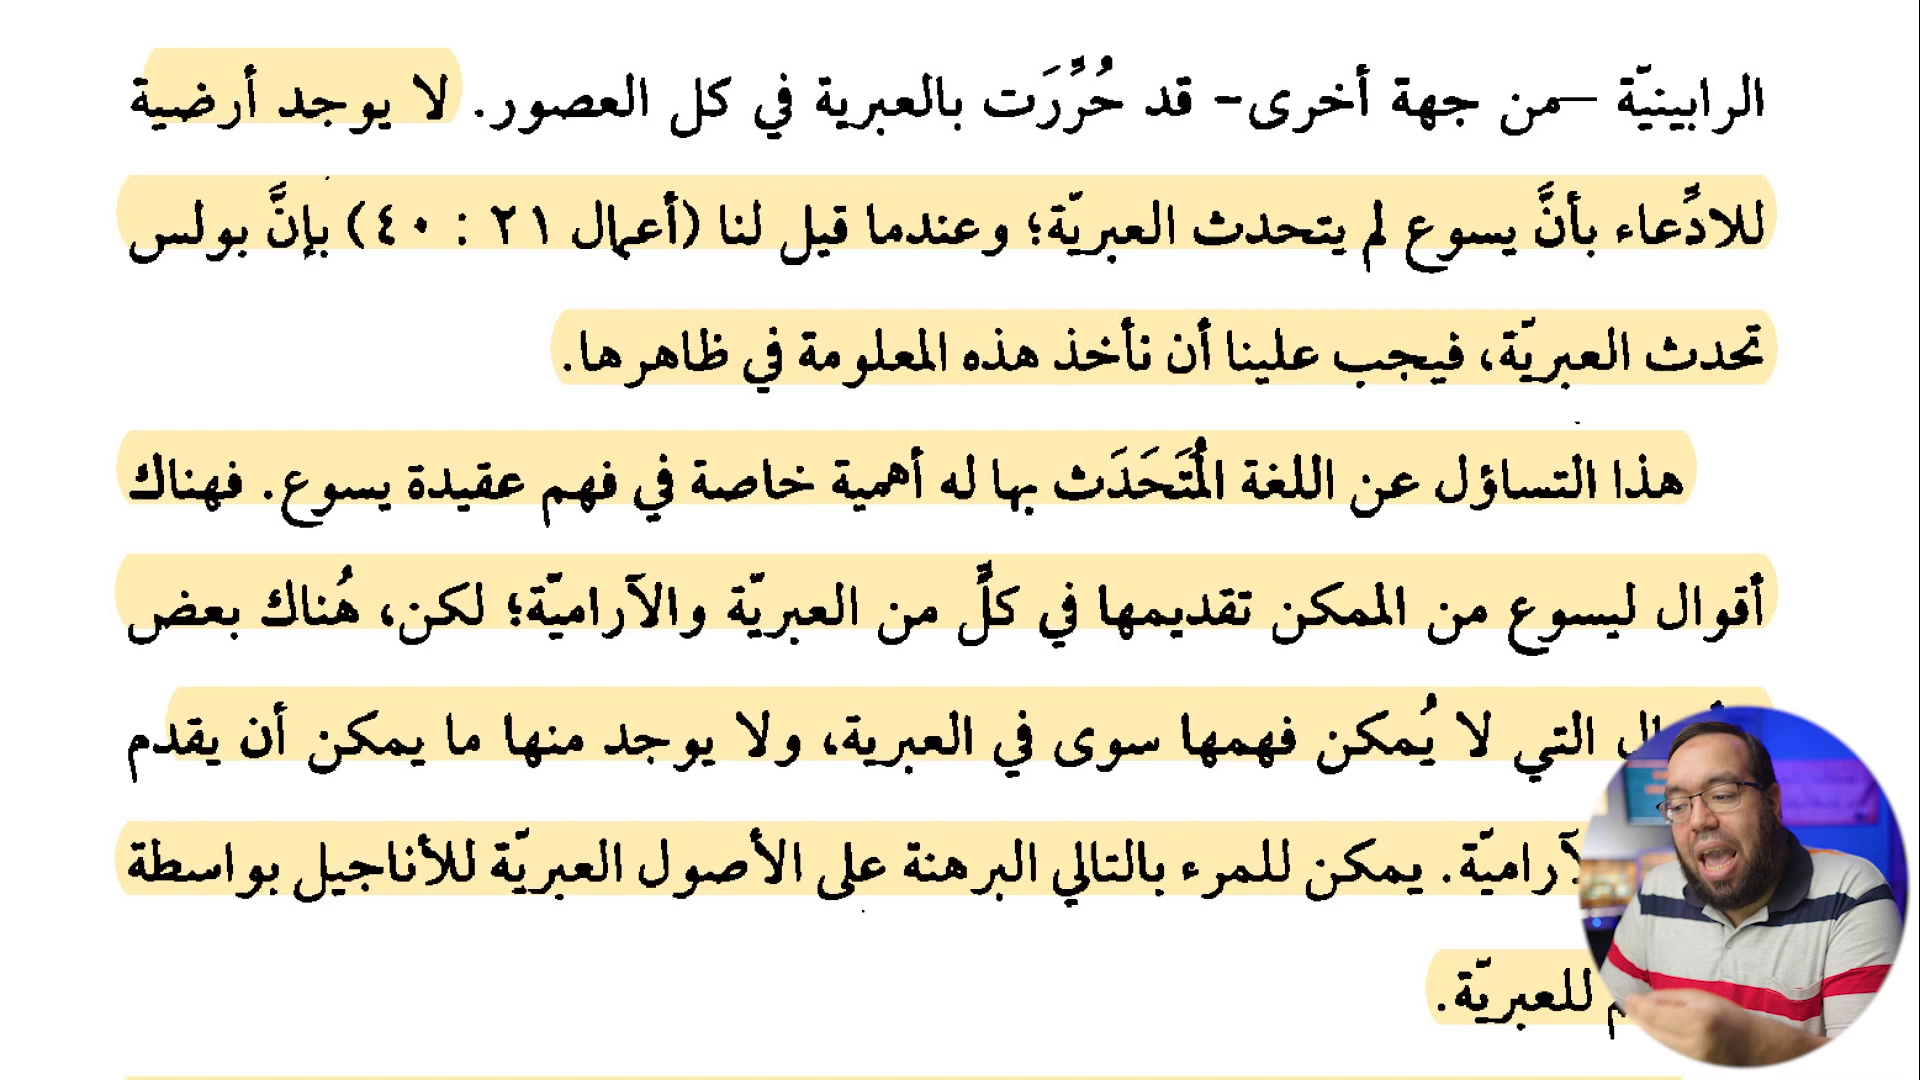 الرابينيّة –من جهة أخرى- قد حُرِّرَت بالعبرية في كل العصور. لا يوجد أرضية
للادِّعاء بأنَّ يسوع لم يتحدث العبريّة؛ وعندما قيل لنا (أعمال ٢١ : ٤٠) بإنَّ بولس
تحدث العبريّة، فيجب علينا أن نأخذ هذه المعلومة في ظاهرها.
هذا التساؤل عن اللغة المُتَحَدَث بها له أهمية خاصة في فهم عقيدة يسوع. فهناك
أقوال ليسوع من الممكن تقديمها في كلٍّ من العبريّة والآراميّة؛ لكن، هُناك بعض
التي لا يُمكن فهمها سوى في العبرية، ولا يوجد منها ما يمكن أن يقدم
يمكن للمرء بالتالي البرهنة على الأصول العبريّة للأناجيل بواسطة
للعبريّة.